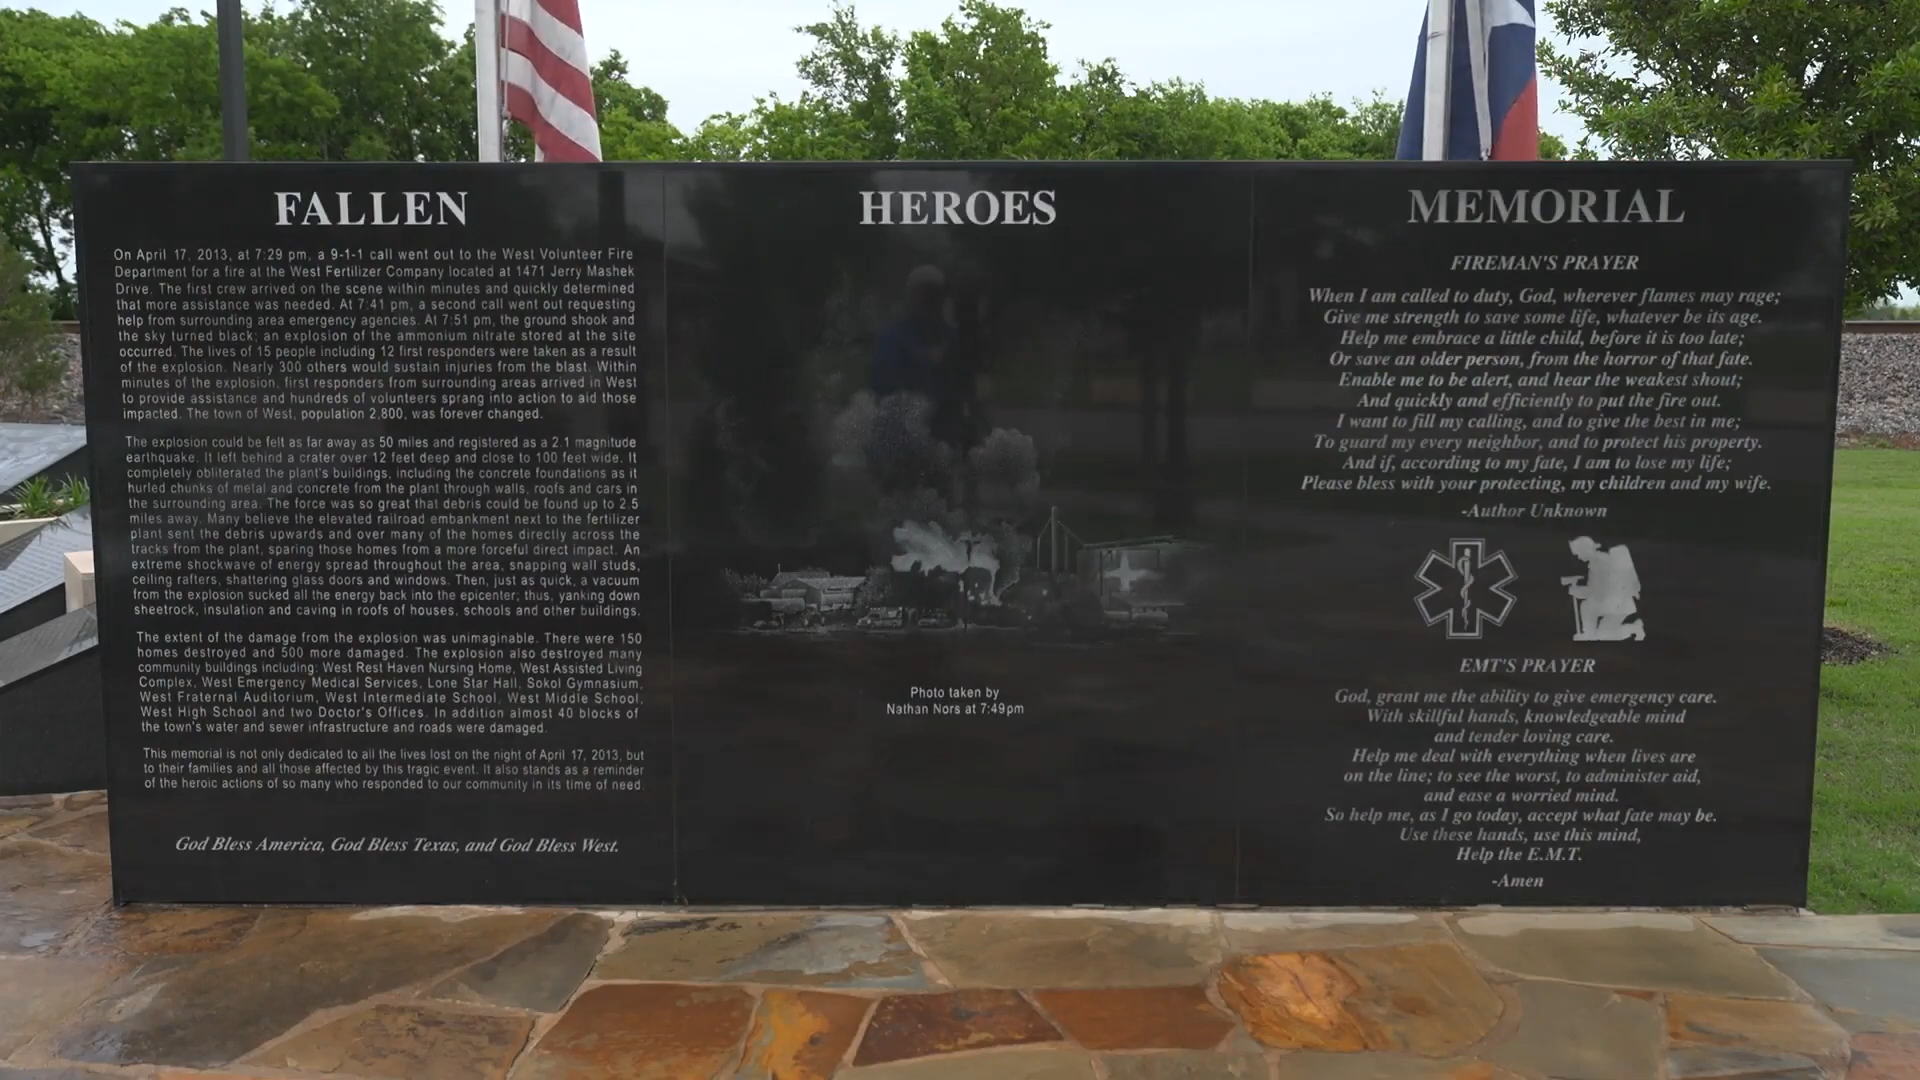 FALLEN
On April 17, 2013, at 7:29 pm, a 9-1-1 call went out to the West Volunteer Fire
Department for a fire at the West Fertilizer Company located at 1471 Jerry Mashek
Drive. The first crew arrived on the scene within minutes and quickly determined
that more assistance was needed. At 7:41 pm, a second call went out requesting
help from surrounding area emergency agencies. At 7:51 pm, the ground shook and
the sky turned black; an explosion of the ammonium nitrate stored at the site
occurred. The lives of 15 people including 12 first responders were taken as a result
of the explosion. Nearly 300 others would sustain injuries from the blast. Within
minutes of the explosion, first responders from surrounding areas arrived in West
to provide assistance and hundreds of volunteers sprang into action to aid those
impacted. The town of West, population 2,800, was forever changed.
The explosion could be felt as far away as 50 miles and registered as a 2.1 magnitude
earthquake. It left behind a crater over 12 feet deep and close to 100 feet wide. It
completely obliterated the plant's buildings, including the concrete foundations as it
hurled chunks of metal and concrete from the plant through walls, roofs and cars in
the surrounding area. The force was so great that debris could be found up to 2.5
miles away. Many believe the elevated railroad embankment next to the fertilizer
plant sent the debris upwards and over many of the homes directly across the
tracks from the plant, sparing those homes from a more forceful direct impact. An
extreme shockwave of energy spread throughout the area, snapping wall studs,
ceiling rafters, shattering glass doors and windows. Then, just as quick, a vacuum
from the explosion sucked all the energy back into the epicenter; thus, yanking down
sheetrock, insulation and caving in roofs of houses, schools and other buildings.
The extent of the damage from the explosion was unimaginable. There were 150
homes destroyed and 500 more damaged. The explosion also destroyed many
community buildings including: West Rest Haven Nursing Home, West Assisted Living
Complex, West Emergency Medical Services, Lone Star Hall, Sokol Gymnasium,
West Fraternal Auditorium, West Intermediate School, West Middle School,
West High School and two Doctor's Offices. In addition almost 40 blocks of
the town's water and sewer infrastructure and roads were damaged.
This memorial is not only dedicated to all the lives lost on the night of April 17, 2013, but
to their families and all those affected by this tragic event. It also stands as a reminder
of the heroic actions of so many who responded to our community in its time of need.
God Bless America, God Bless Texas, and God Bless West.
HEROES
Photo taken by
Nathan Nors at 7:49pm
MEMORIAL
FIREMAN'S PRAYER
When I am called to duty, God, wherever flames may rage;
Give me strength to save some life, whatever be its age.
Help me embrace a little child, before it is too late;
Or save an older person, from the horror of that fate.
Enable me to be alert, and hear the weakest shout;
And quickly and efficiently to put the fire out.
I want to fill my calling, and to give the best in me;
To guard my every neighbor, and to protect his property.
And if, according to my fate, I am to lose my life;
Please bless with your protecting, my children and my wife.
-Author Unknown
EMT'S PRAYER
God, grant me the ability to give emergency care.
With skillful hands, knowledgeable mind
and tender loving care.
Help me deal with everything when lives are
on the line; to see the worst, to administer aid,
and ease a worried mind.
So help me, as I go today, accept what fate may be.
Use these hands, use this mind,
Help the E.M.T.
-Amen